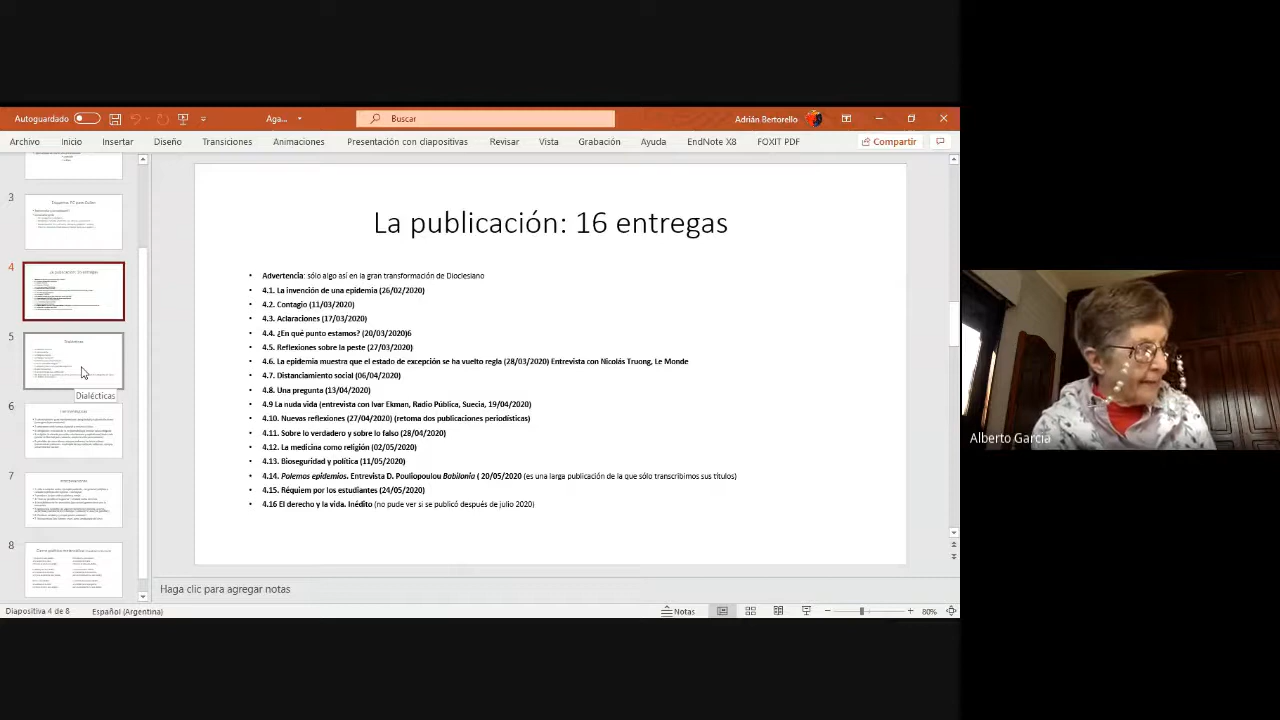 Autoguardado
Aga...
Buscar
Adrián Bertorello
Archivo
Inicio
Insertar
Diseño
Transiciones
Animaciones
Presentación con diapositivas
Revisar
Vista
Grabación
Ayuda
EndNote X8
FOXIT PDF
Compartir
3
4
5
Dialécticas
6
7
8
La publicación: 16 entregas
• Advertencia: sólo algo así en la gran transformación de Dioclesiano
• 4.1. La invención de una epidemia (26/02/2020)
• 4.2. Contagio (11/03/2020)
• 4.3. Aclaraciones (17/03/2020)
• 4.4. ¿En qué punto estamos? (20/03/2020)6
• 4.5. Reflexiones sobre la peste (27/03/2020)
• 4.6. La epidemia muestra que el estado de excepción se ha vuelto regla (28/03/2020) Entrevista con Nicolás Truong, Le Monde
• 4.7. Distanciamiento social (06/04/2020)
• 4.8. Una pregunta (13/04/2020)
• 4.9 La nuda vida (entrevista con Ivar Ekman, Radio Pública, Suecia, 19/04/2020)
• 4.10. Nuevas reflexiones (27/04/2020) (retoma dos publicaciones periodísticas)
• 4.11. Sobre lo verdadero y sobre lo falso (28/04/2020)
• 4.12. La medicina como religión (02/05/2020)
• 4.13. Bioseguridad y política (11/05/2020)
• 4.14. Polemos epidemios. Entrevista D. Pouliopoulou Babilonia ( 20/05/2020 (es una larga publicación de la que sólo transcribimos sus títulos)
• 4.15. Réquiem por los estudiantes (24/05/2020)
• 4.16 El derecho y la vida. Inédito (no pude ver si se publicó después de julio2020)
Haga clic para agregar notas
Diapositiva 4 de 8
Español (Argentina)
Notas
80%
Alberto García